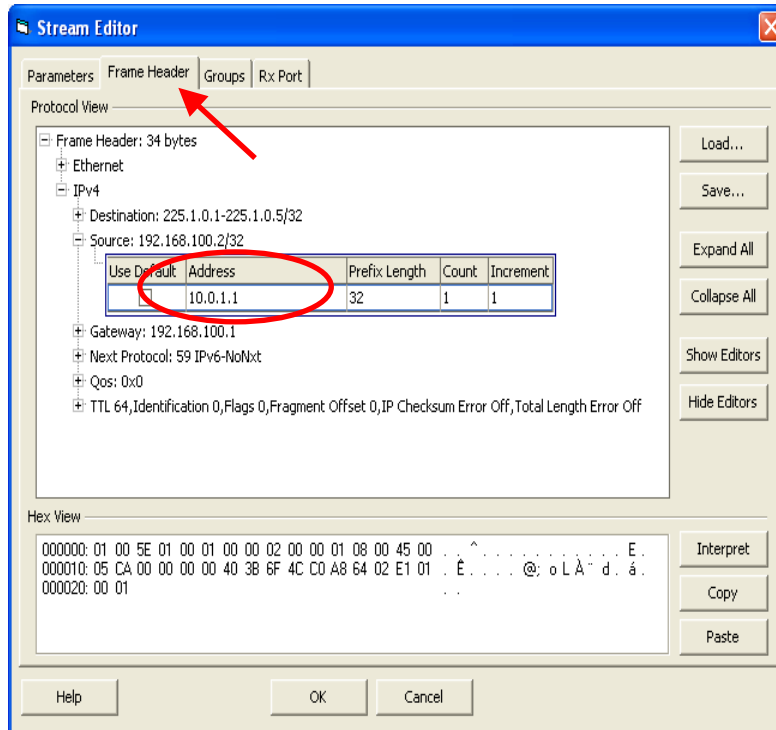 Stream Editor
Parameters Frame Header Groups Rx Port
Protocol View
Frame Header: 34 bytes
Ethernet
IPv4
Destination: 225.1.0.1-225.1.0.5/32
Source: 192.168.100.2/32
Use Default Address Prefix Length Count Increment
10.0.1.1 32 1 1
Gateway: 192.168.100.1
Next Protocol: 59 IPv6-NoNxt
Qos: 0x0
TTL 64,Identification 0,Flags 0,Fragment Offset 0,IP Checksum Error Off,Total Length Error Off
Load...
Save...
Expand All
Collapse All
Show Editors
Hide Editors
Hex View
000000: 01 00 5E 01 00 01 00 00 02 00 00 01 08 00 45 00 . . ^ . . . . . . . . . . . E .
000010: 05 CA 00 00 00 00 40 3B 6F 4C C0 A8 64 02 E1 01 . Ê . . . . @; o L À ¨ d . á .
000020: 00 01 . .
Interpret
Copy
Paste
Help OK Cancel